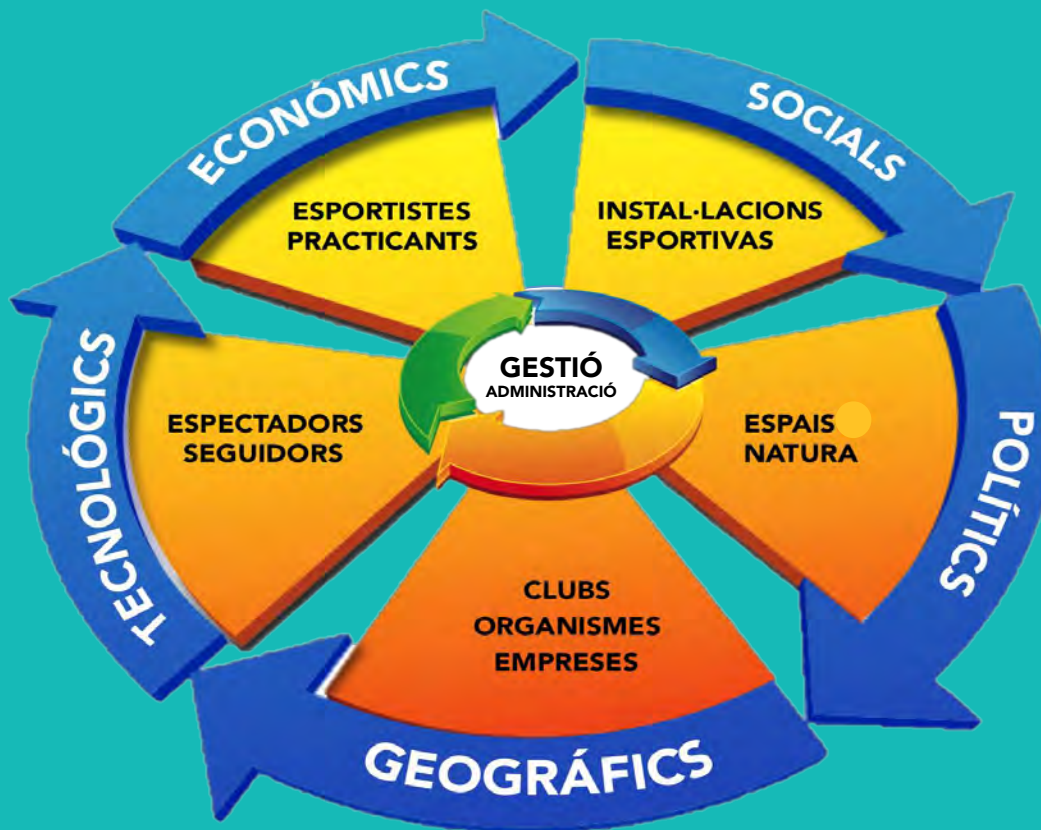 ECONÓMICS
SOCIALS
ESPORTISTES
PRACTICANTS
INSTAL·LACIONS
ESPORTIVAS
GESTIÓ
ADMINISTRACIÓ
TECNOLÓGICS
ESPECTADORS
SEGUIDORS
ESPAIS
NATURA
POLÍTICS
CLUBS
ORGANISMES
EMPRESES
GEOGRÁFICS